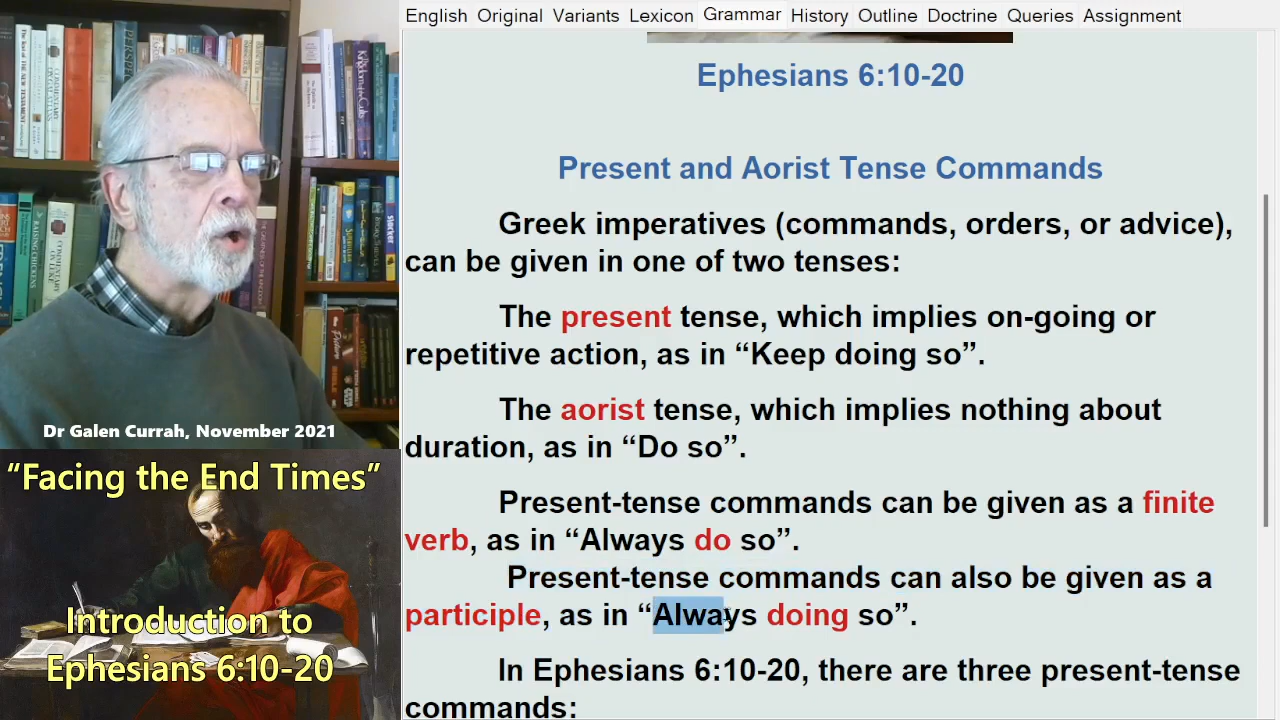 English Original Variants Lexicon Grammar History Outline Doctrine Queries Assignment
Ephesians 6:10-20
Present and Aorist Tense Commands
Greek imperatives (commands, orders, or advice),
can be given in one of two tenses:
The present tense, which implies on-going or
repetitive action, as in “Keep doing so”.
The aorist tense, which implies nothing about
duration, as in “Do so”.
Present-tense commands can be given as a finite
verb, as in “Always do so”.
Present-tense commands can also be given as a
participle, as in “Always doing so”.
In Ephesians 6:10-20, there are three present-tense
commands:
Dr Galen Currah, November 2021
“Facing the End Times”
Introduction to
Ephesians 6:10-20